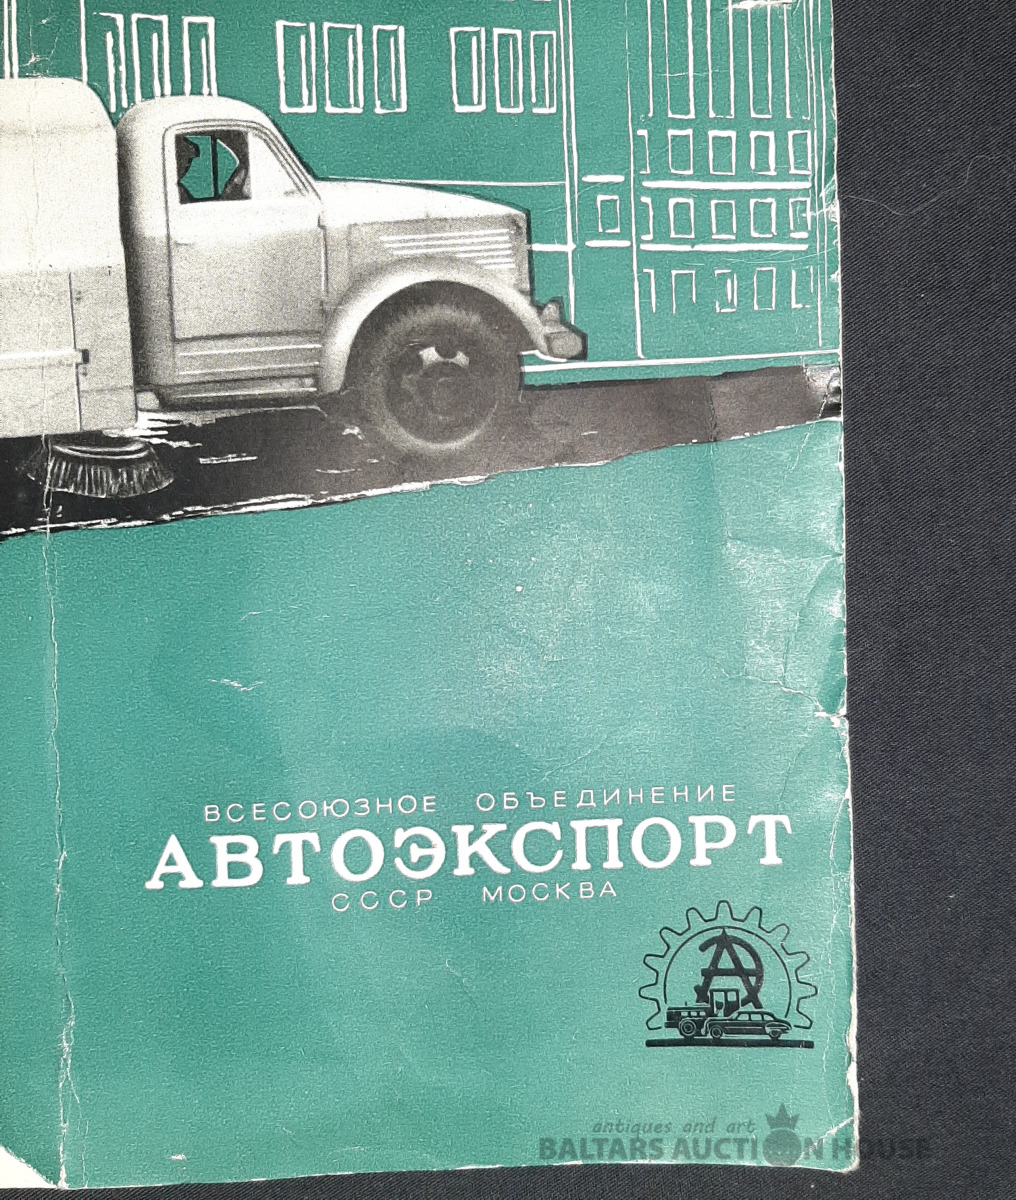 ВСЕСОЮЗНОЕ ОБЪЕДИНЕНИЕ
АВТОЭКСПОРТ
СССР МОСКВА
antiques and art
BALTARS AUCTION HOUSE